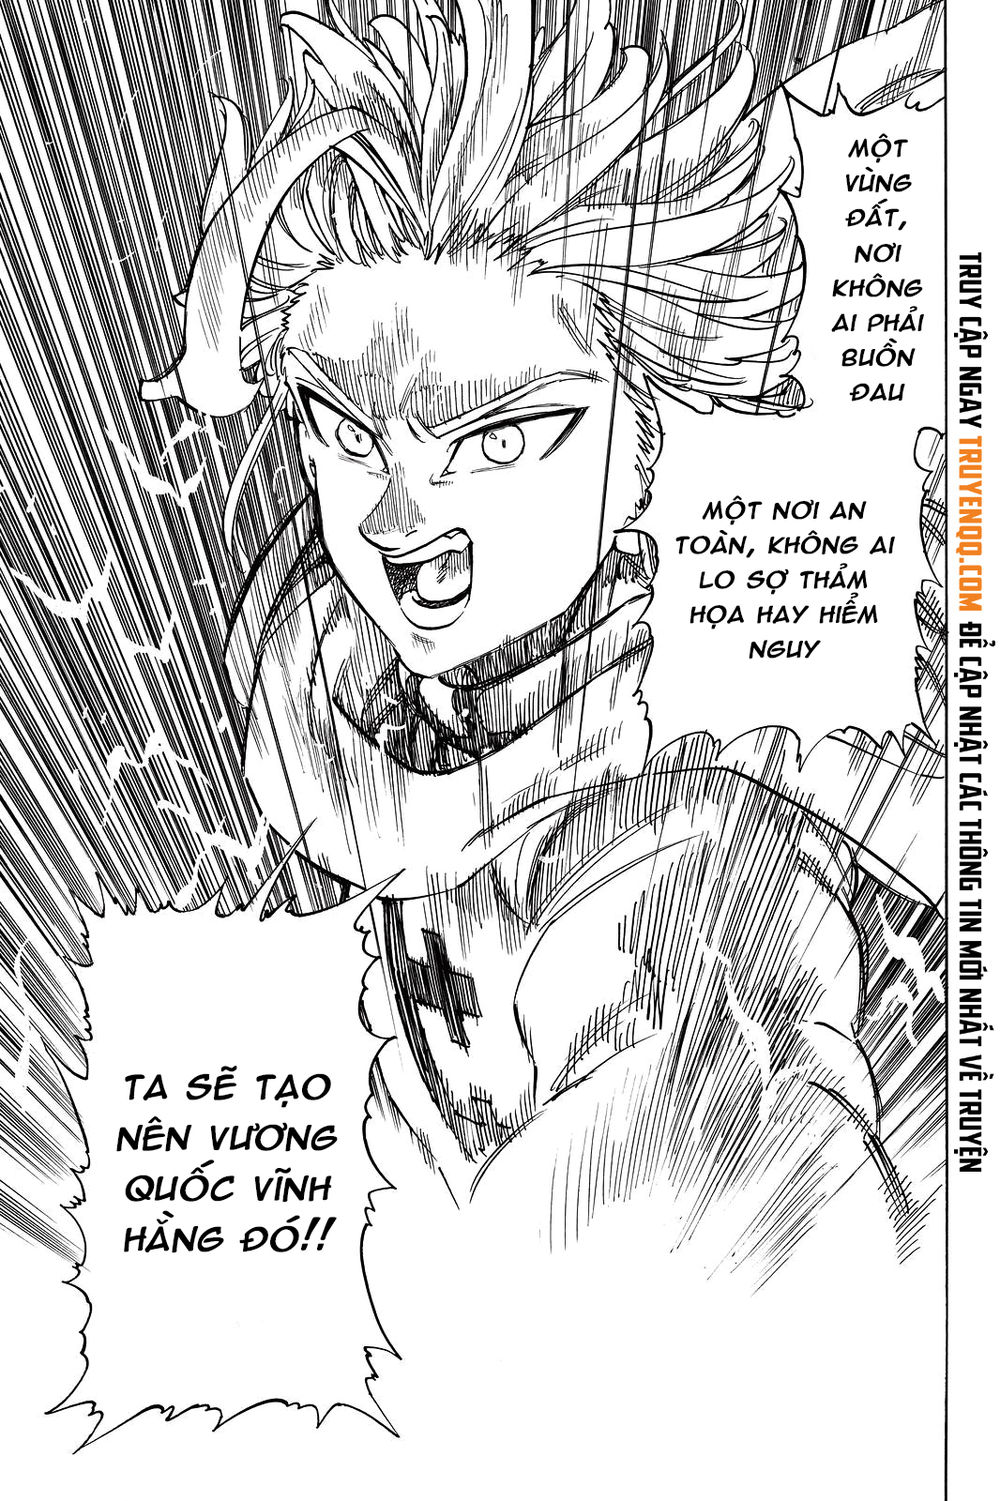 MỘT
VÙNG
ĐẤT,
NƠI
KHÔNG
AI PHẢI
BUỒN
ĐAU
MỘT NƠI AN
TOÀN, KHÔNG AI
LO SỢ THẢM
HỌA HAY HIỂM
NGUY
TA SẼ TẠO
NÊN VƯƠNG
QUỐC VĨNH
HẰNG ĐÓ!!
TRUY CẬP NGAY TRUYENQQ.COM ĐỂ CẬP NHẬT CÁC THÔNG TIN MỚI NHẤT VỀ TRUYỆN